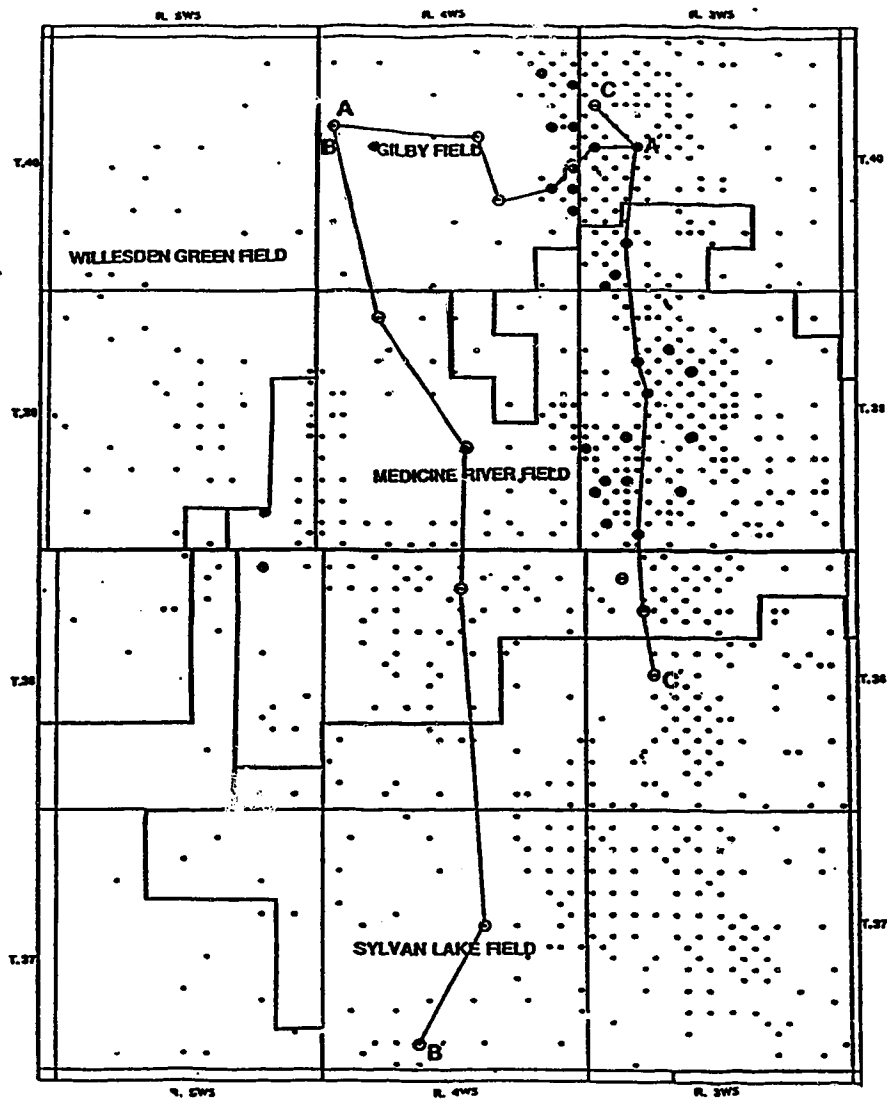 R. 5W5 R. 4W5 R. 3W5
C
A
B GILBY FIELD A'
T.40 T.40
WILLESDEN GREEN FIELD
T.39 T.39
MEDICINE RIVER FIELD
T.38 C' T.38
T.37
SYLVAN LAKE FIELD
T.37
B'
R. 5W5 R. 4W5 R. 3W5